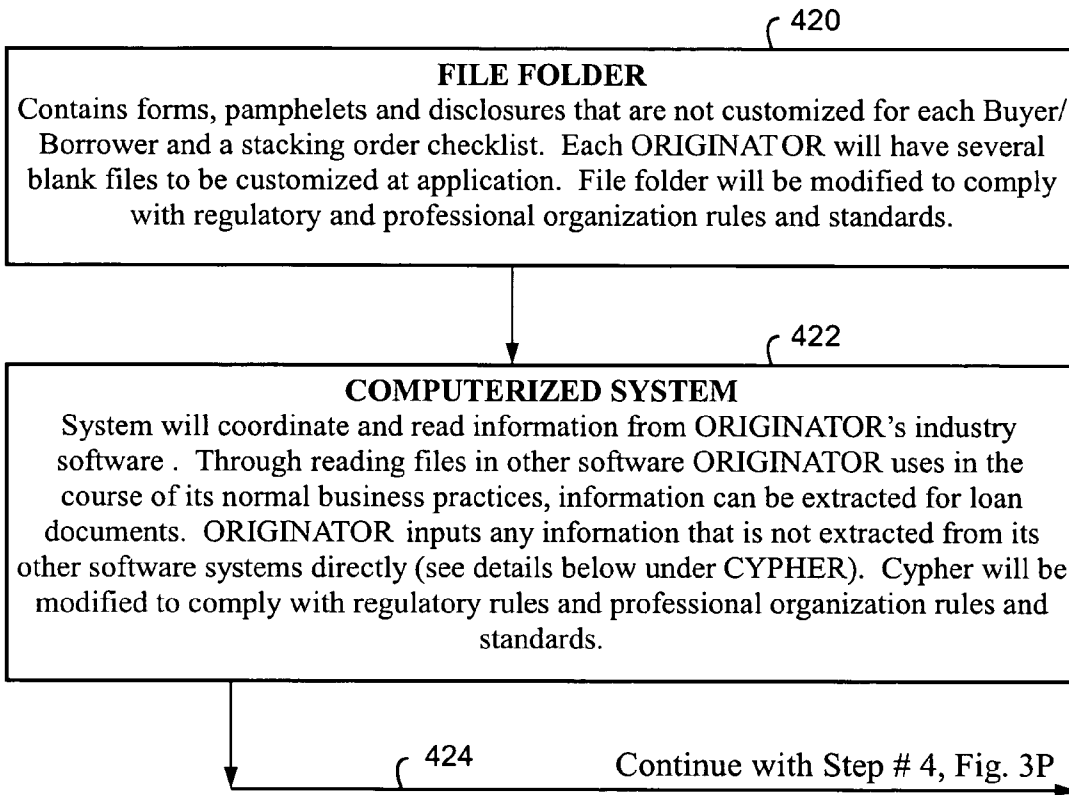 420
FILE FOLDER
Contains forms, pamphelets and disclosures that are not customized for each Buyer/
Borrower and a stacking order checklist. Each ORIGINATOR will have several
blank files to be customized at application. File folder will be modified to comply
with regulatory and professional organization rules and standards.
422
COMPUTERIZED SYSTEM
System will coordinate and read information from ORIGINATOR's industry
software . Through reading files in other software ORIGINATOR uses in the
course of its normal business practices, information can be extracted for loan
documents. ORIGINATOR inputs any information that is not extracted from its
other software systems directly (see details below under CYPHER). Cypher will be
modified to comply with regulatory rules and professional organization rules and
standards.
424
Continue with Step # 4, Fig. 3P